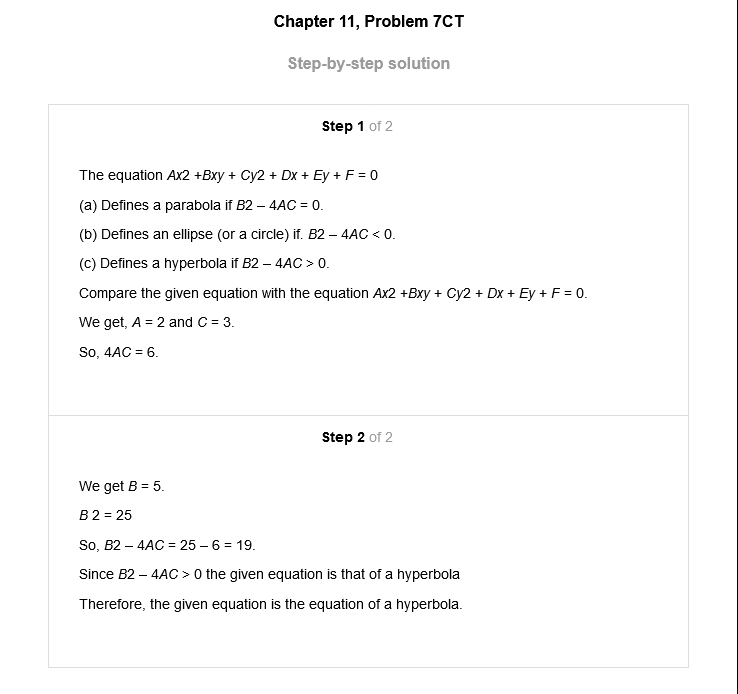 Chapter 11, Problem 7CT
Step-by-step solution
Step 1 of 2
The equation Ax2 +Bxy + Cy2 + Dx + Ey + F = 0
(a) Defines a parabola if B2 – 4AC = 0.
(b) Defines an ellipse (or a circle) if. B2 – 4AC < 0.
(c) Defines a hyperbola if B2 – 4AC > 0.
Compare the given equation with the equation Ax2 +Bxy + Cy2 + Dx + Ey + F = 0.
We get, A = 2 and C = 3.
So, 4AC = 6.
Step 2 of 2
We get B = 5.
B 2 = 25
So, B2 – 4AC = 25 – 6 = 19.
Since B2 – 4AC > 0 the given equation is that of a hyperbola
Therefore, the given equation is the equation of a hyperbola.